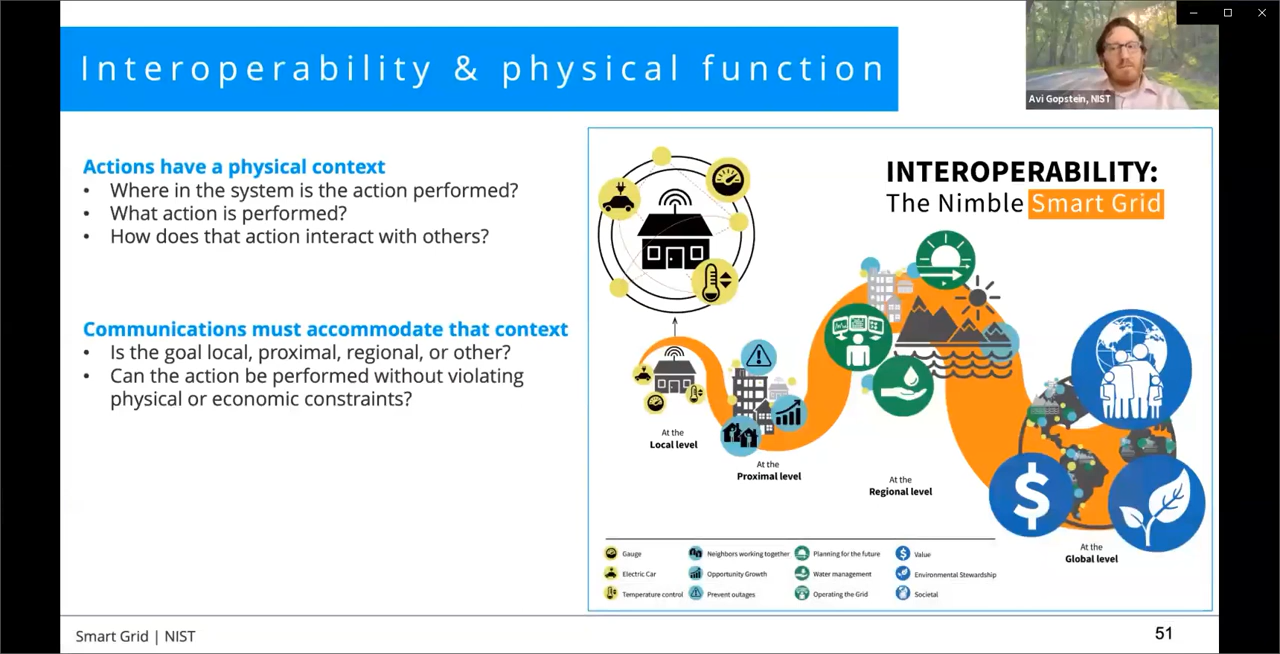 Interoperability & physical function
Avi Gopstein, NIST
Actions have a physical context
• Where in the system is the action performed?
• What action is performed?
• How does that action interact with others?
Communications must accommodate that context
• Is the goal local, proximal, regional, or other?
• Can the action be performed without violating
physical or economic constraints?
INTEROPERABILITY:
The Nimble Smart Grid
At the
Local level
At the
Proximal level
At the
Regional level
At the
Global level
$
Gauge
Neighbors working together
Planning for the future
$ Value
Electric Car
Opportunity Growth
Water management
Environmental Stewardship
Temperature control
Prevent outages
Operating the Grid
Societal
Smart Grid | NIST
51